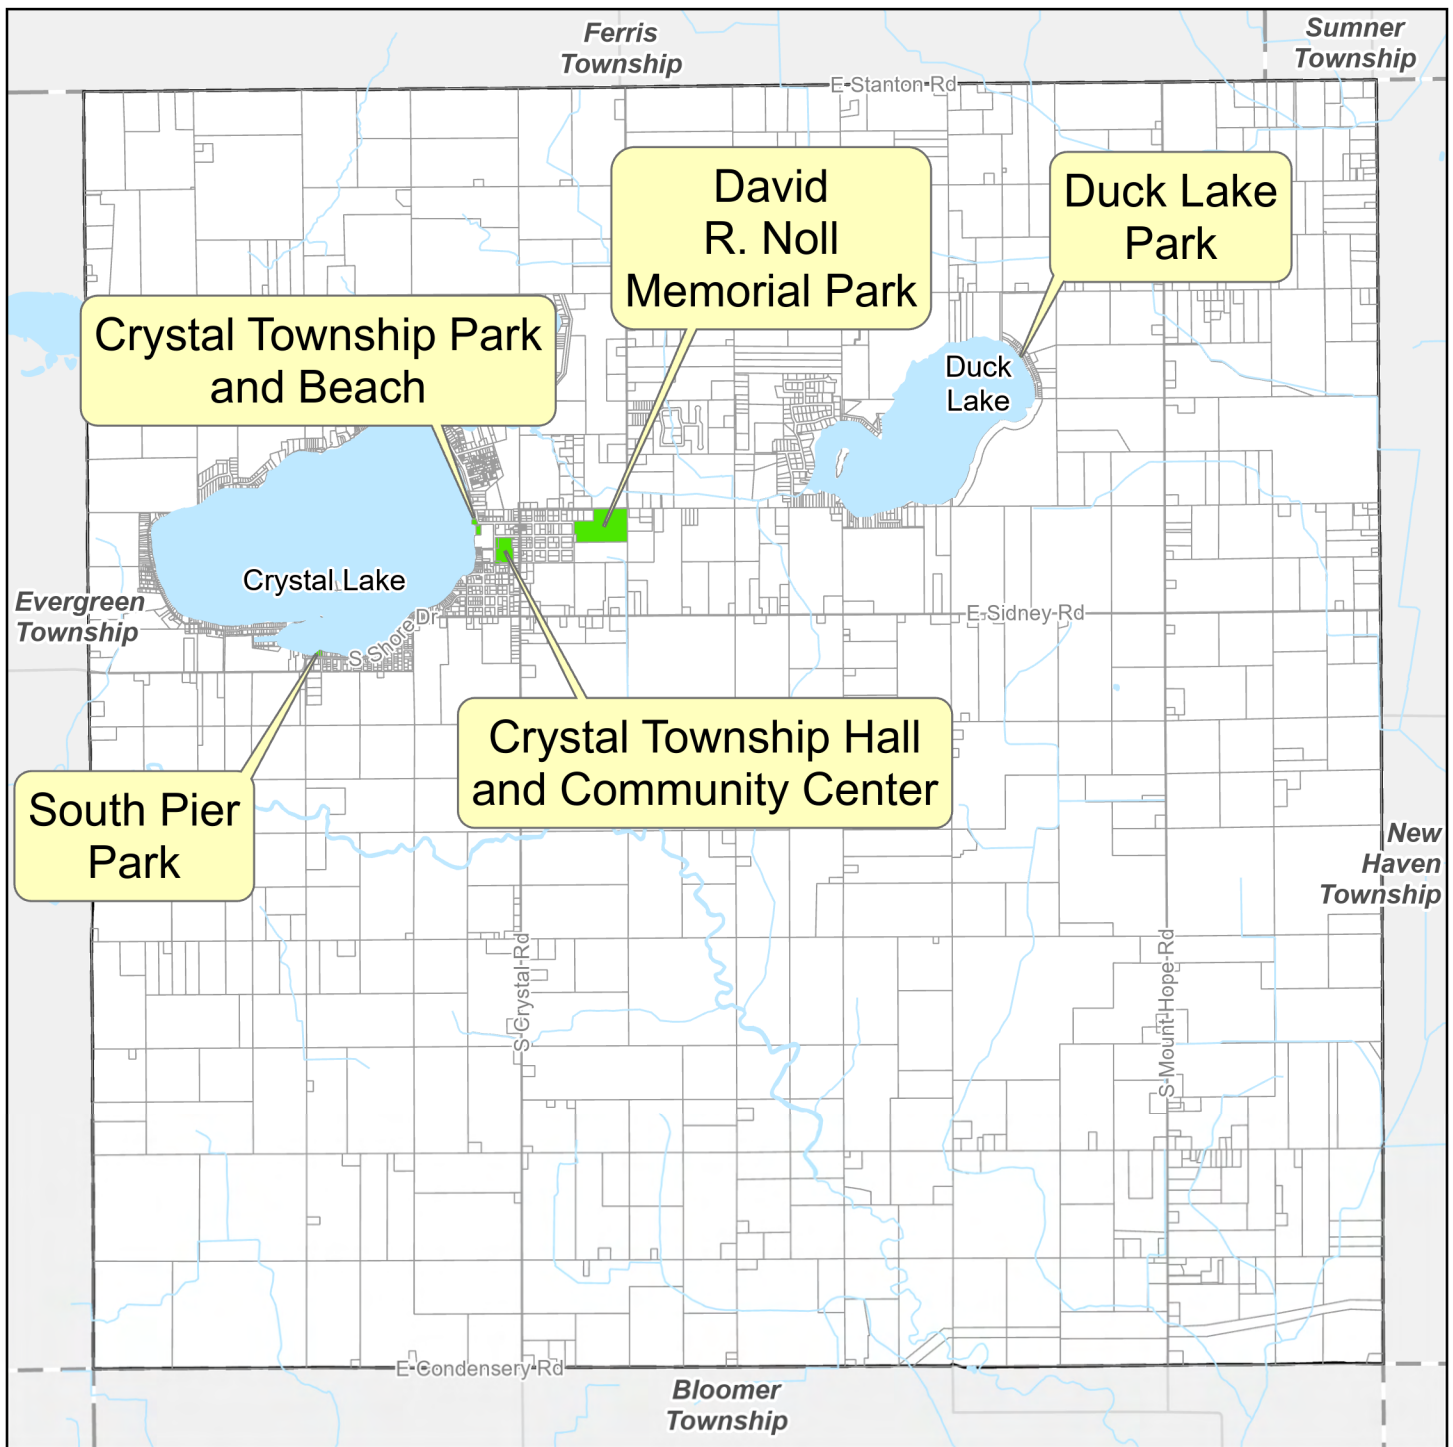 Ferris
Township
Sumner
Township
E Stanton Rd
David
R. Noll
Memorial Park
Duck Lake
Park
Crystal Township Park
and Beach
Duck
Lake
Crystal Lake
Evergreen
Township
E Sidney Rd
S Shore Dr
Crystal Township Hall
and Community Center
South Pier
Park
New
Haven
Township
S Crystal Rd
S Mount Hope Rd
E Condensery Rd
Bloomer
Township